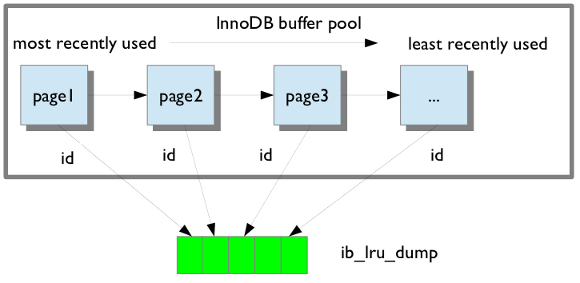 InnoDB buffer pool
most recently used
least recently used
page1
page2
page3
...
id
id
id
id
ib_lru_dump